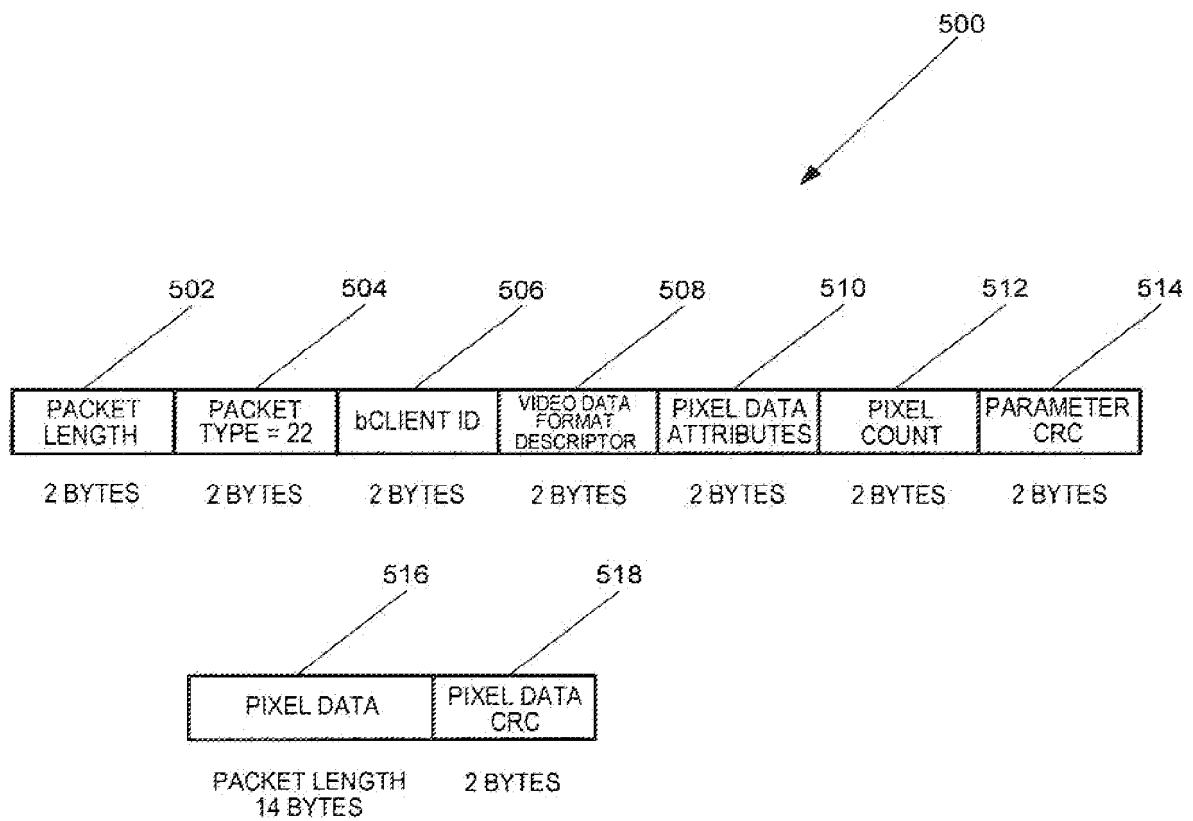 500
502
504
506
508
510
512
514
PACKET
LENGTH
PACKET
TYPE = 22
bCLIENT ID
VIDEO DATA
FORMAT
DESCRIPTOR
PIXEL DATA
ATTRIBUTES
PIXEL
COUNT
PARAMETER
CRC
2 BYTES
2 BYTES
2 BYTES
2 BYTES
2 BYTES
2 BYTES
2 BYTES
516
518
PIXEL DATA
PIXEL DATA
CRC
PACKET LENGTH
14 BYTES
2 BYTES